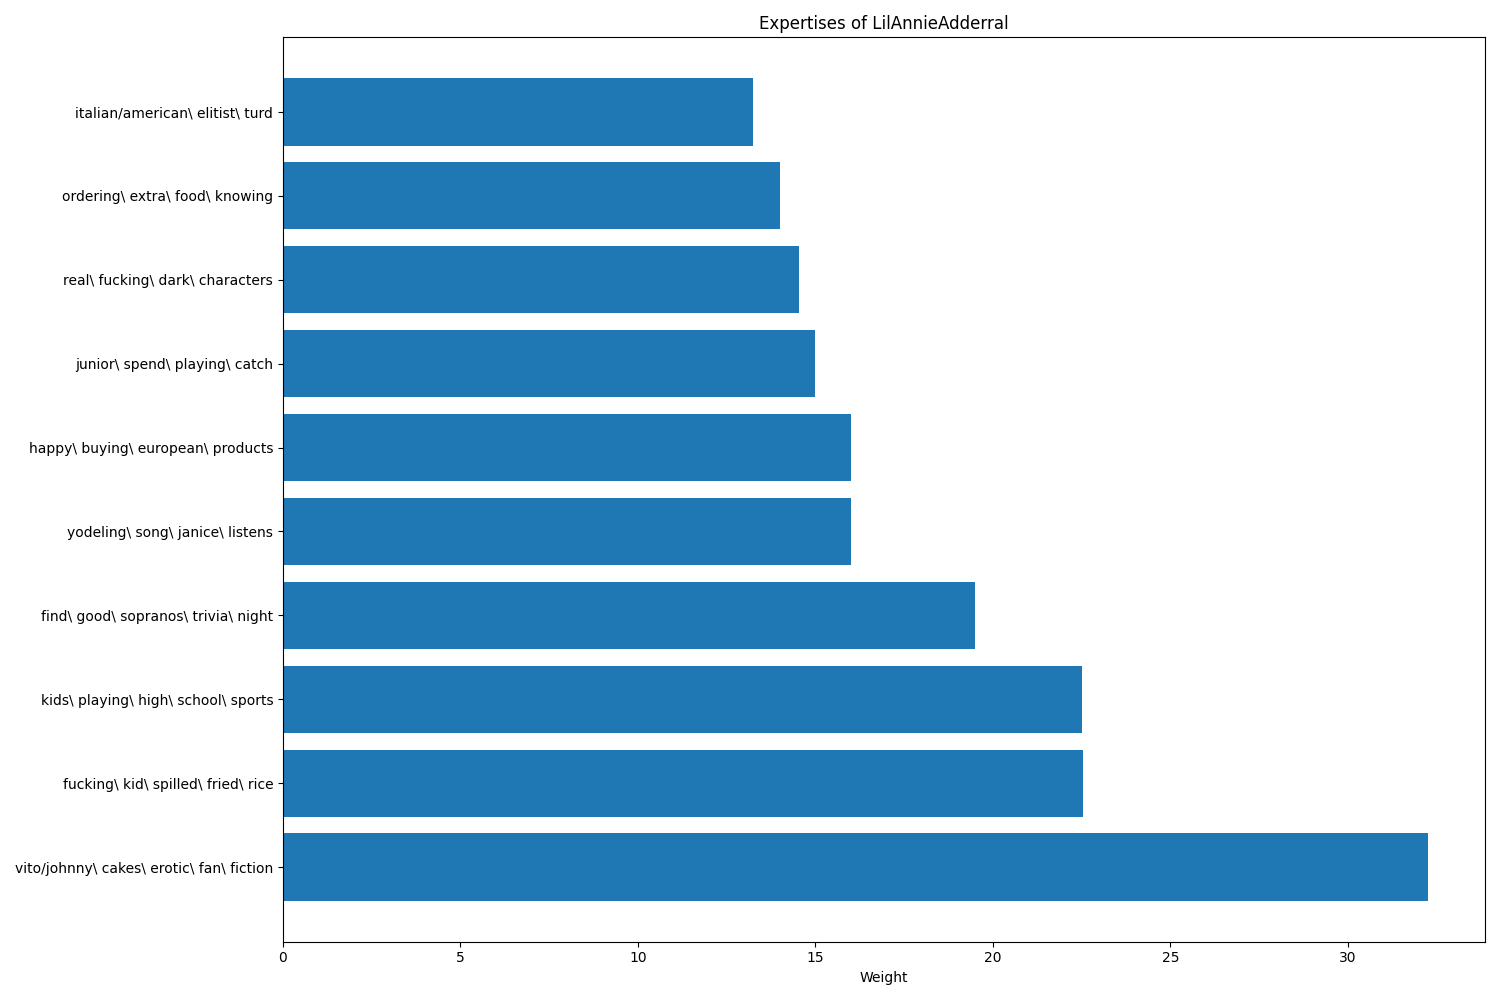 Expertises of LilAnnieAdderral
italian/american\ elitist\ turd
ordering\ extra\ food\ knowing
real\ fucking\ dark\ characters
junior\ spend\ playing\ catch
happy\ buying\ european\ products
yodeling\ song\ janice\ listens
find\ good\ sopranos\ trivia\ night
kids\ playing\ high\ school\ sports
fucking\ kid\ spilled\ fried\ rice
vito/johnny\ cakes\ erotic\ fan\ fiction
0 5 10 15 20 25 30
Weight